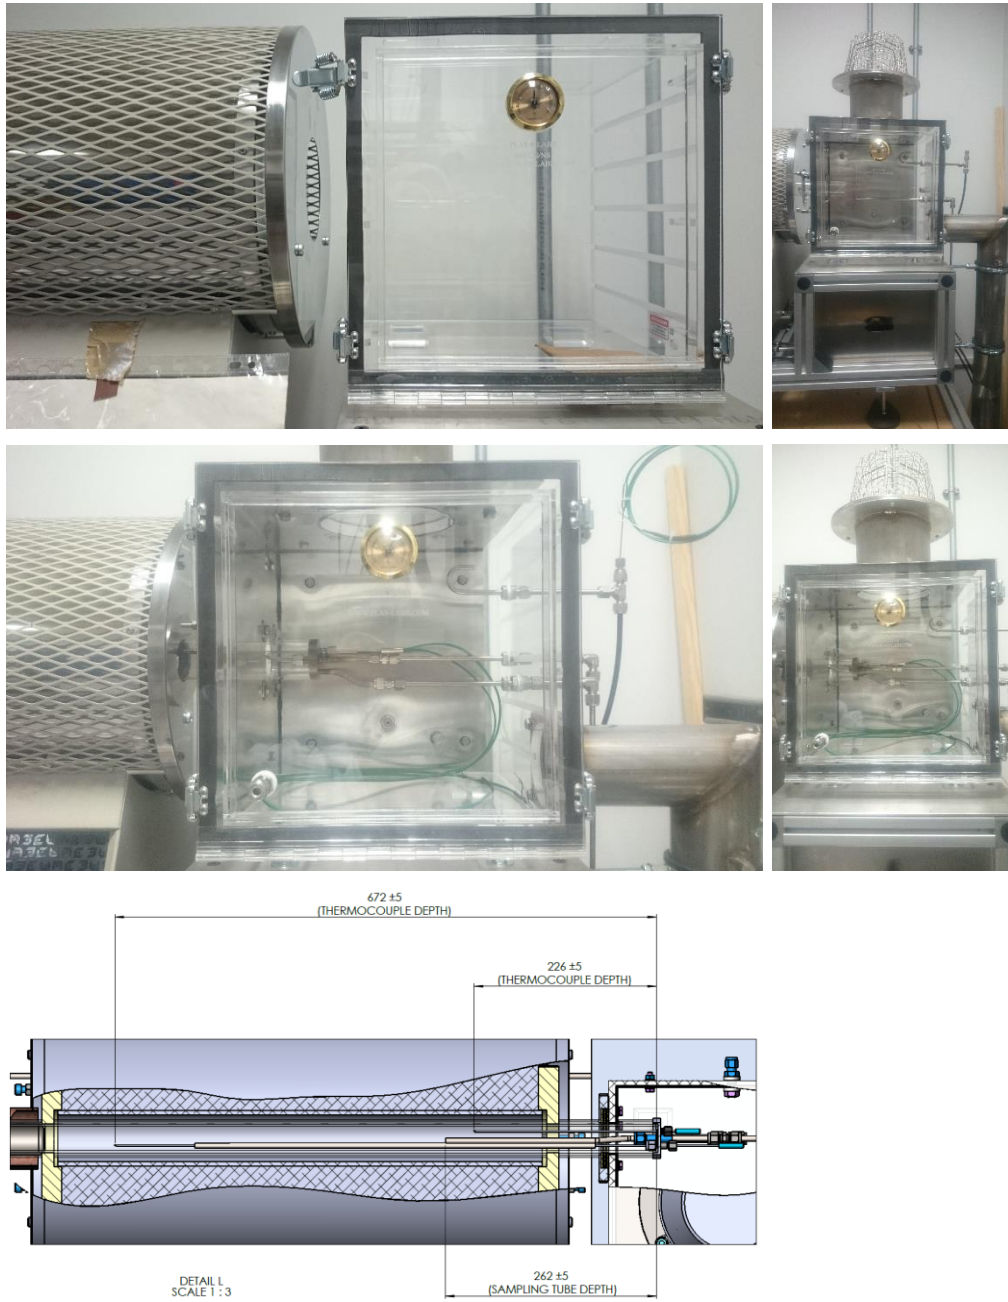 672 ±5
(THERMOCOUPLE DEPTH)
226 ±5
(THERMOCOUPLE DEPTH)
262 ±5
(SAMPLING TUBE DEPTH)
DETAIL L
SCALE 1 : 3